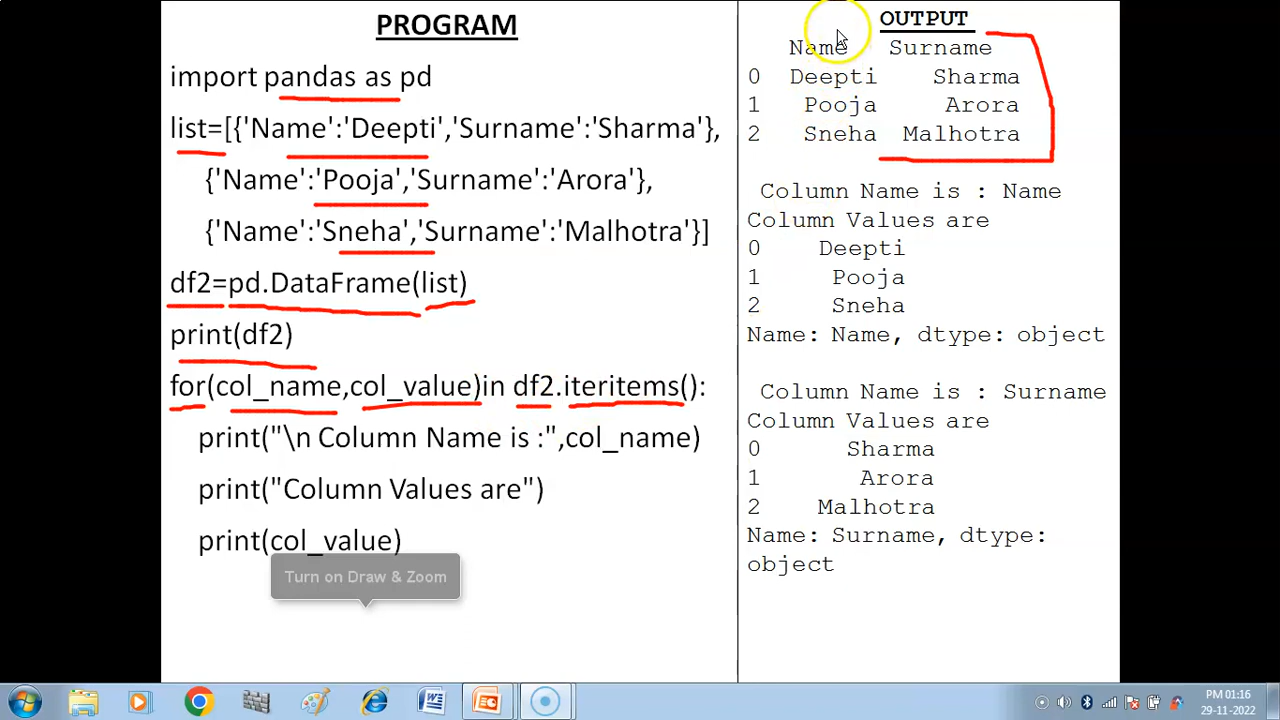 PROGRAM
import pandas as pd
list=[{'Name':'Deepti','Surname':'Sharma'},
{'Name':'Pooja','Surname':'Arora'},
{'Name':'Sneha','Surname':'Malhotra'}]
df2=pd.DataFrame(list)
print(df2)
for(col_name,col_value)in df2.iteritems():
print("\n Column Name is :",col_name)
print("Column Values are")
print(col_value)
Turn on Draw & Zoom
OUTPUT
Name Surname
0 Deepti Sharma
1 Pooja Arora
2 Sneha Malhotra
Column Name is : Name
Column Values are
0 Deepti
1 Pooja
2 Sneha
Name: Name, dtype: object
Column Name is : Surname
Column Values are
0 Sharma
1 Arora
2 Malhotra
Name: Surname, dtype:
object
PM 01:16
29-11-2022